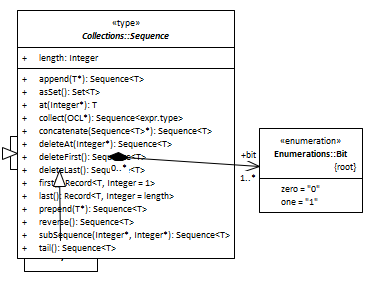 «type»
Collections::Sequence
+ length: Integer
+ append(T*): Sequence<T>
+ asSet(): Set<T>
+ at(Integer*): T
+ collect(OCL*): Sequence<expr.type>
+ concatenate(Sequence<T>*): Sequence<T>
+ deleteAt(Integer*): Sequence<T>
+ deleteFirst(): Sequence<T>
+ deleteLast(): Sequ <T>
0..*
+ first(): Record<T, Integer = 1>
+ last(): Record<T, Integer = length>
+ prepend(T*): Sequence<T>
+ reverse(): Sequence<T>
+ subSequence(Integer*, Integer*): Sequence<T>
+ tail(): Sequence<T>
+bit
1..*
«enumeration»
Enumerations::Bit
{root}
zero = "0"
one = "1"